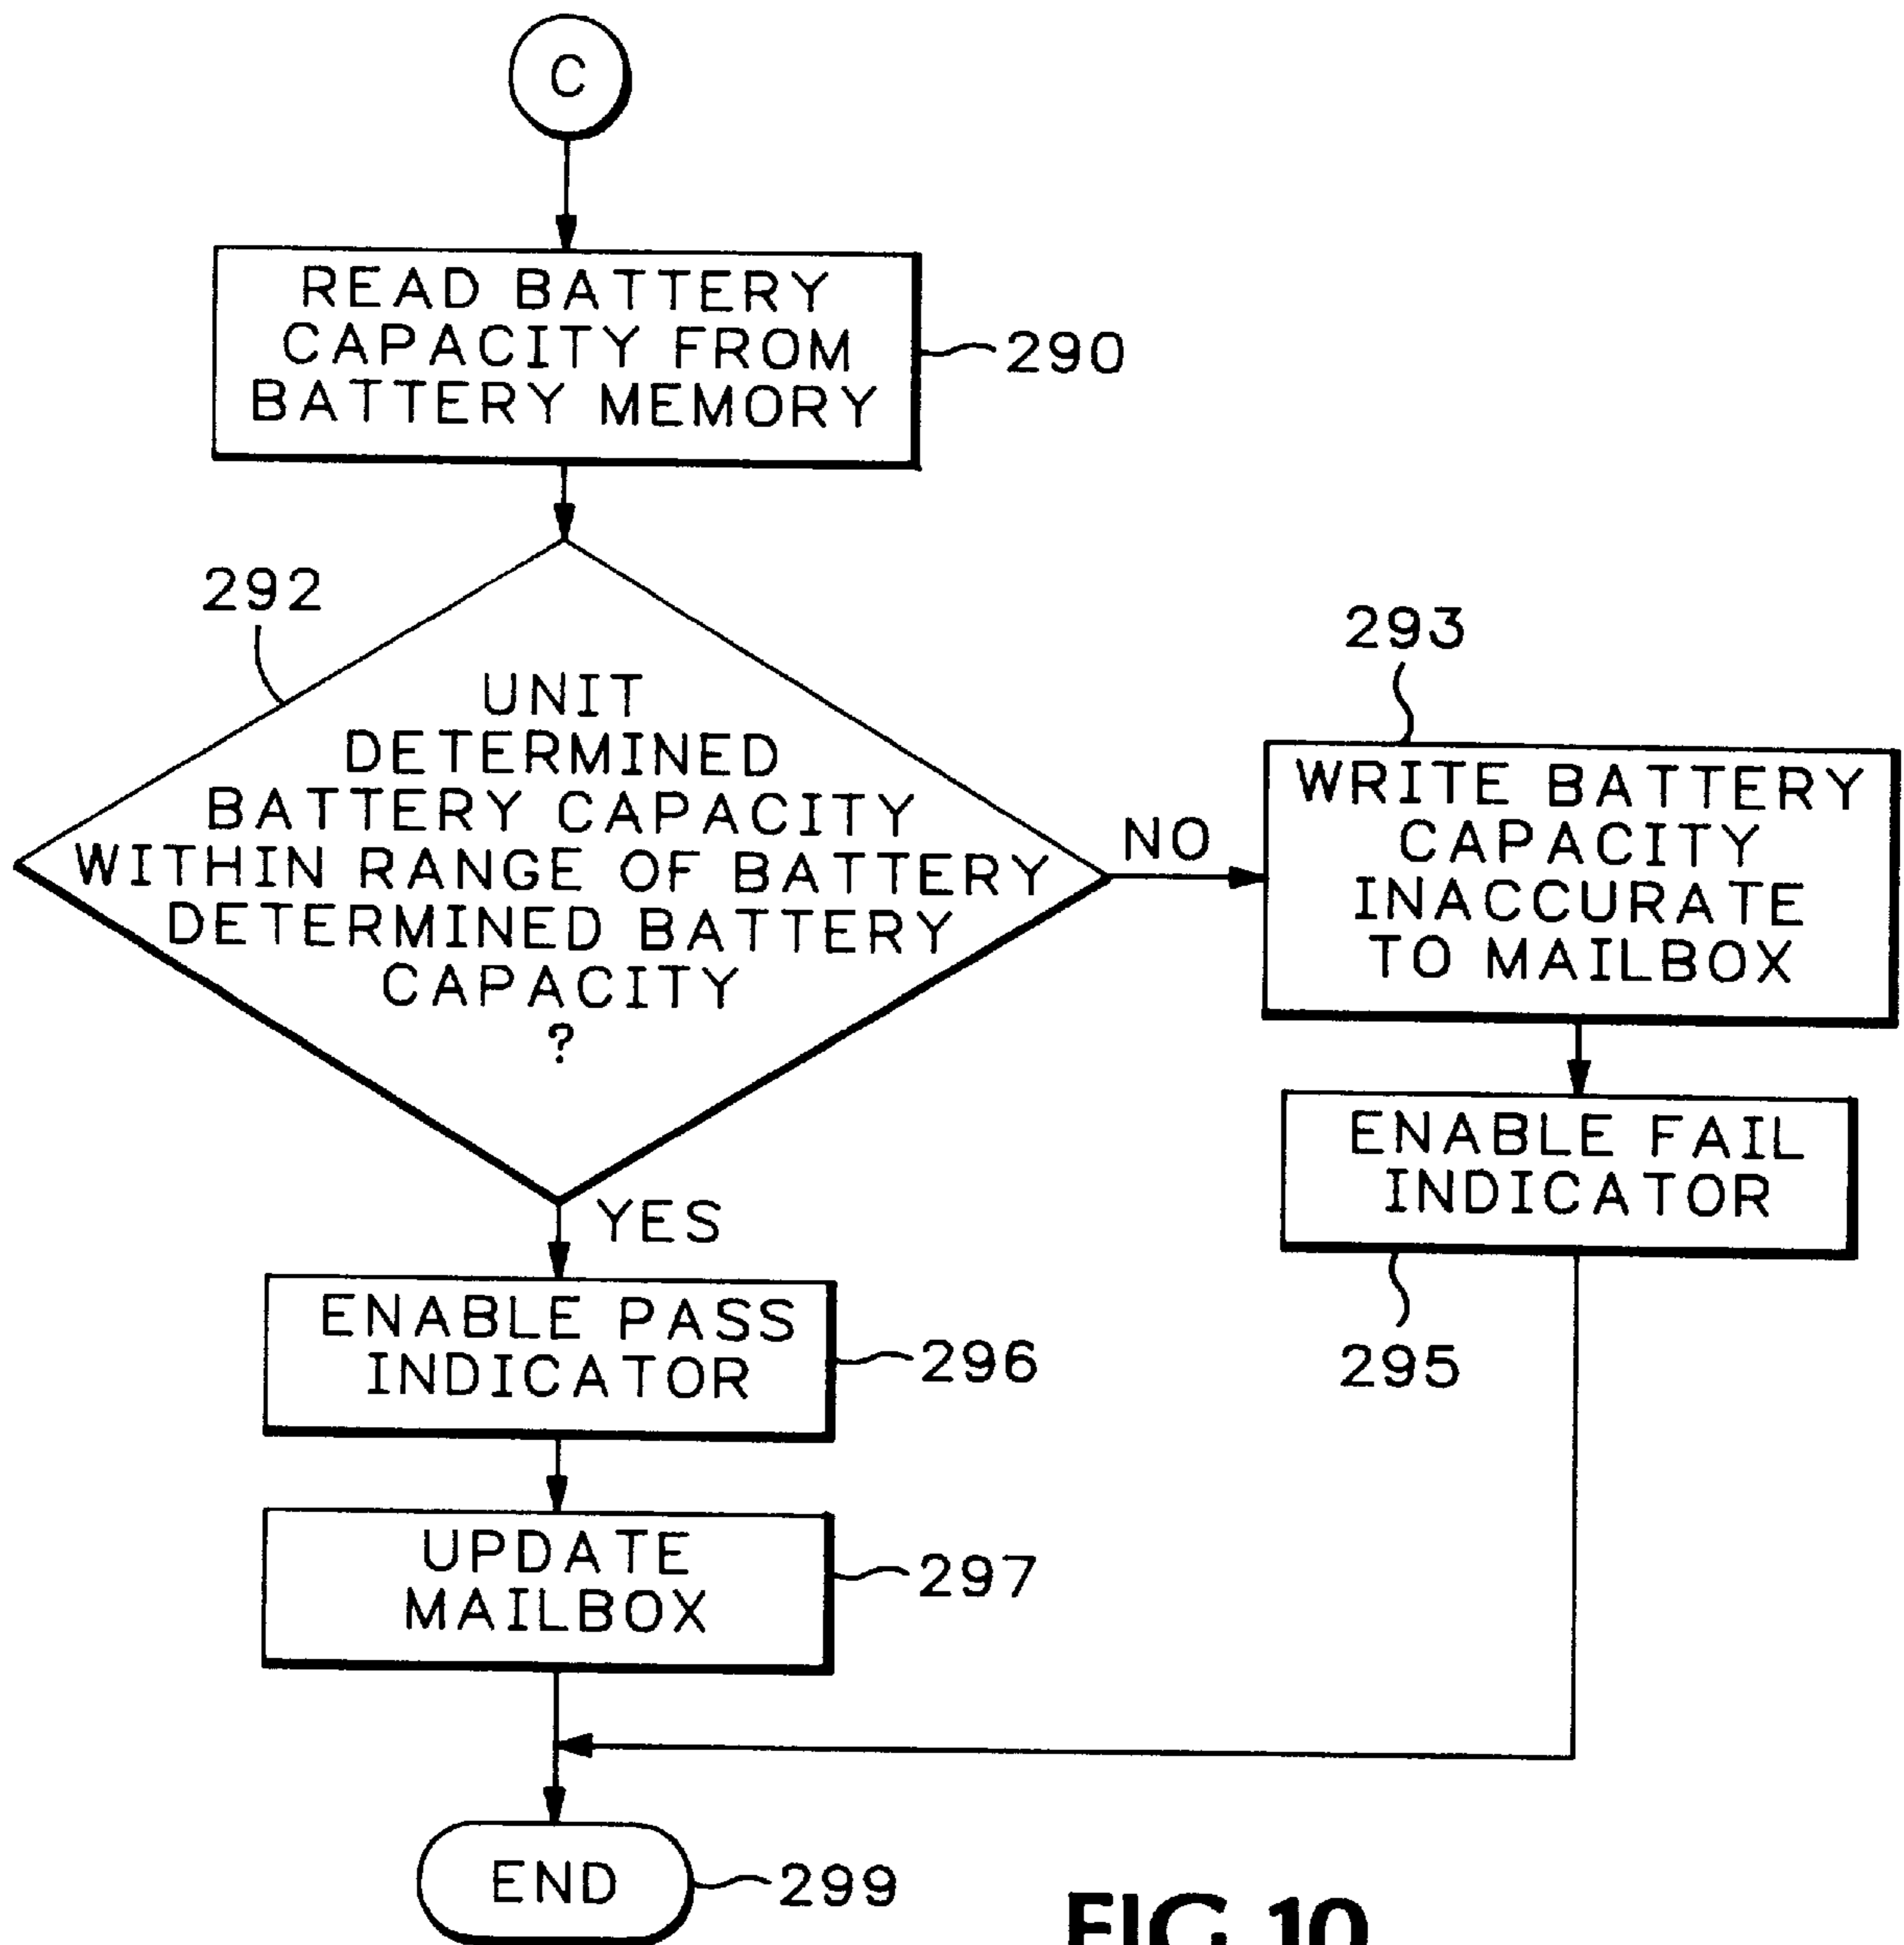 C
READ BATTERY
CAPACITY FROM
BATTERY MEMORY
290
292
UNIT
DETERMINED
BATTERY CAPACITY
WITHIN RANGE OF BATTERY
DETERMINED BATTERY
CAPACITY
?
NO
293
WRITE BATTERY
CAPACITY
INACCURATE
TO MAILBOX
ENABLE FAIL
INDICATOR
295
YES
ENABLE PASS
INDICATOR
296
UPDATE
MAILBOX
297
END
299
FIG 10